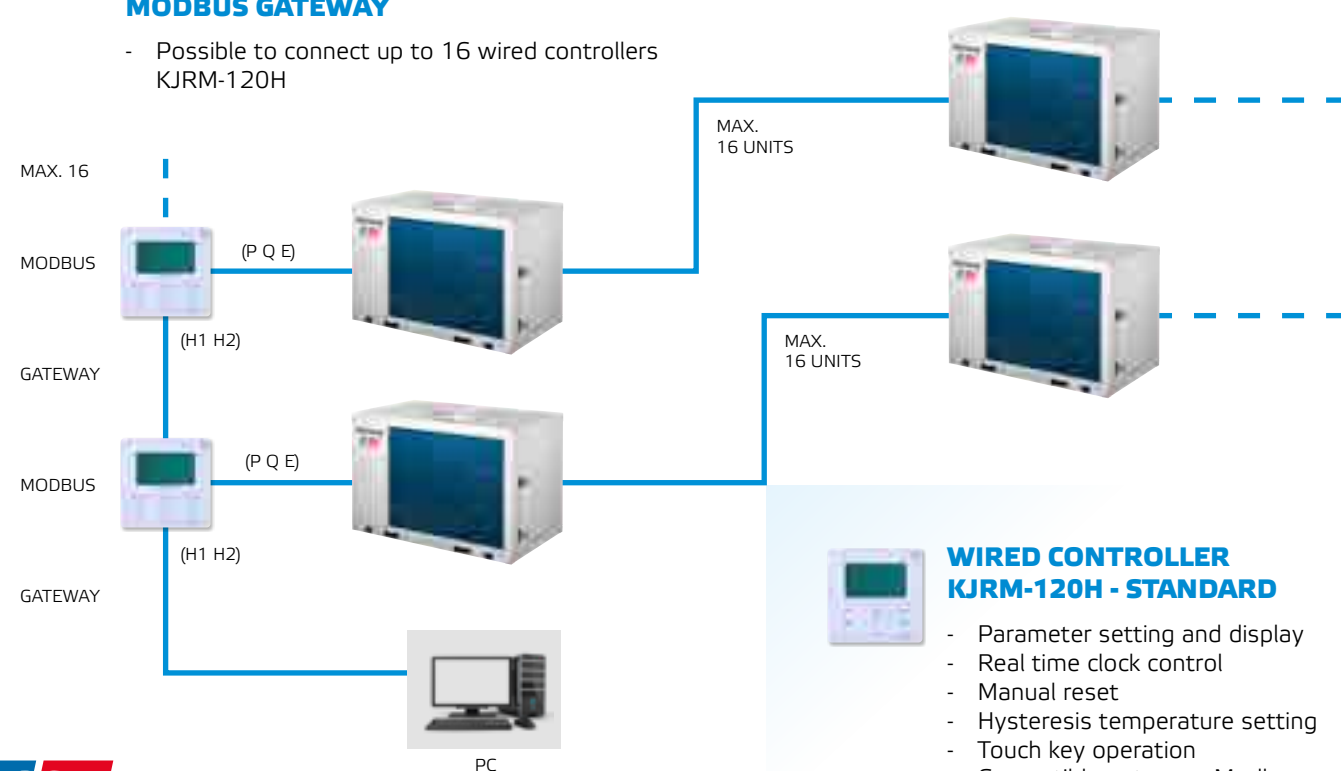 MODBUS GATEWAY
- Possible to connect up to 16 wired controllers
KJRM-120H
MAX.
16 UNITS
MAX. 16
MODBUS
(P Q E)
(H1 H2)
MAX.
16 UNITS
GATEWAY
MODBUS
(P Q E)
(H1 H2)
GATEWAY
PC
WIRED CONTROLLER
KJRM-120H - STANDARD
- Parameter setting and display
- Real time clock control
- Manual reset
- Hysteresis temperature setting
- Touch key operation